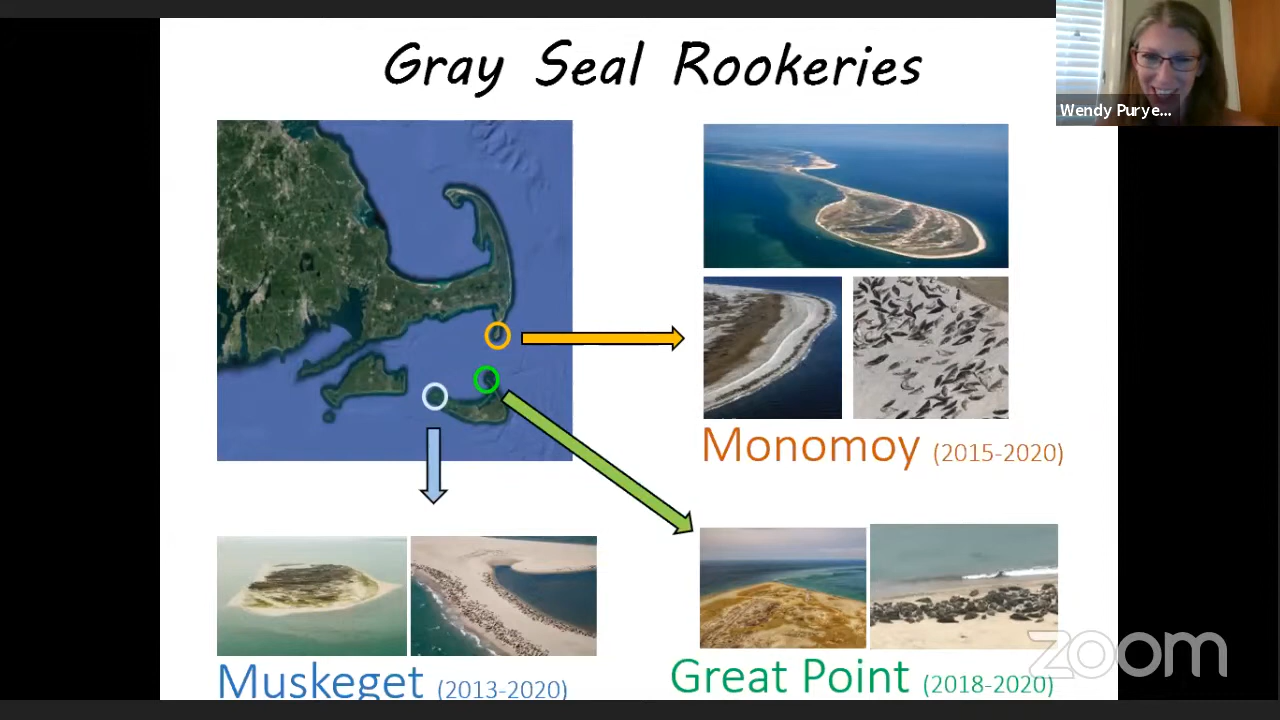 Gray Seal Rookeries
Wendy Purye...
Monomoy (2015-2020)
Muskeget (2013-2020)
Great Point (2018-2020)
zoom